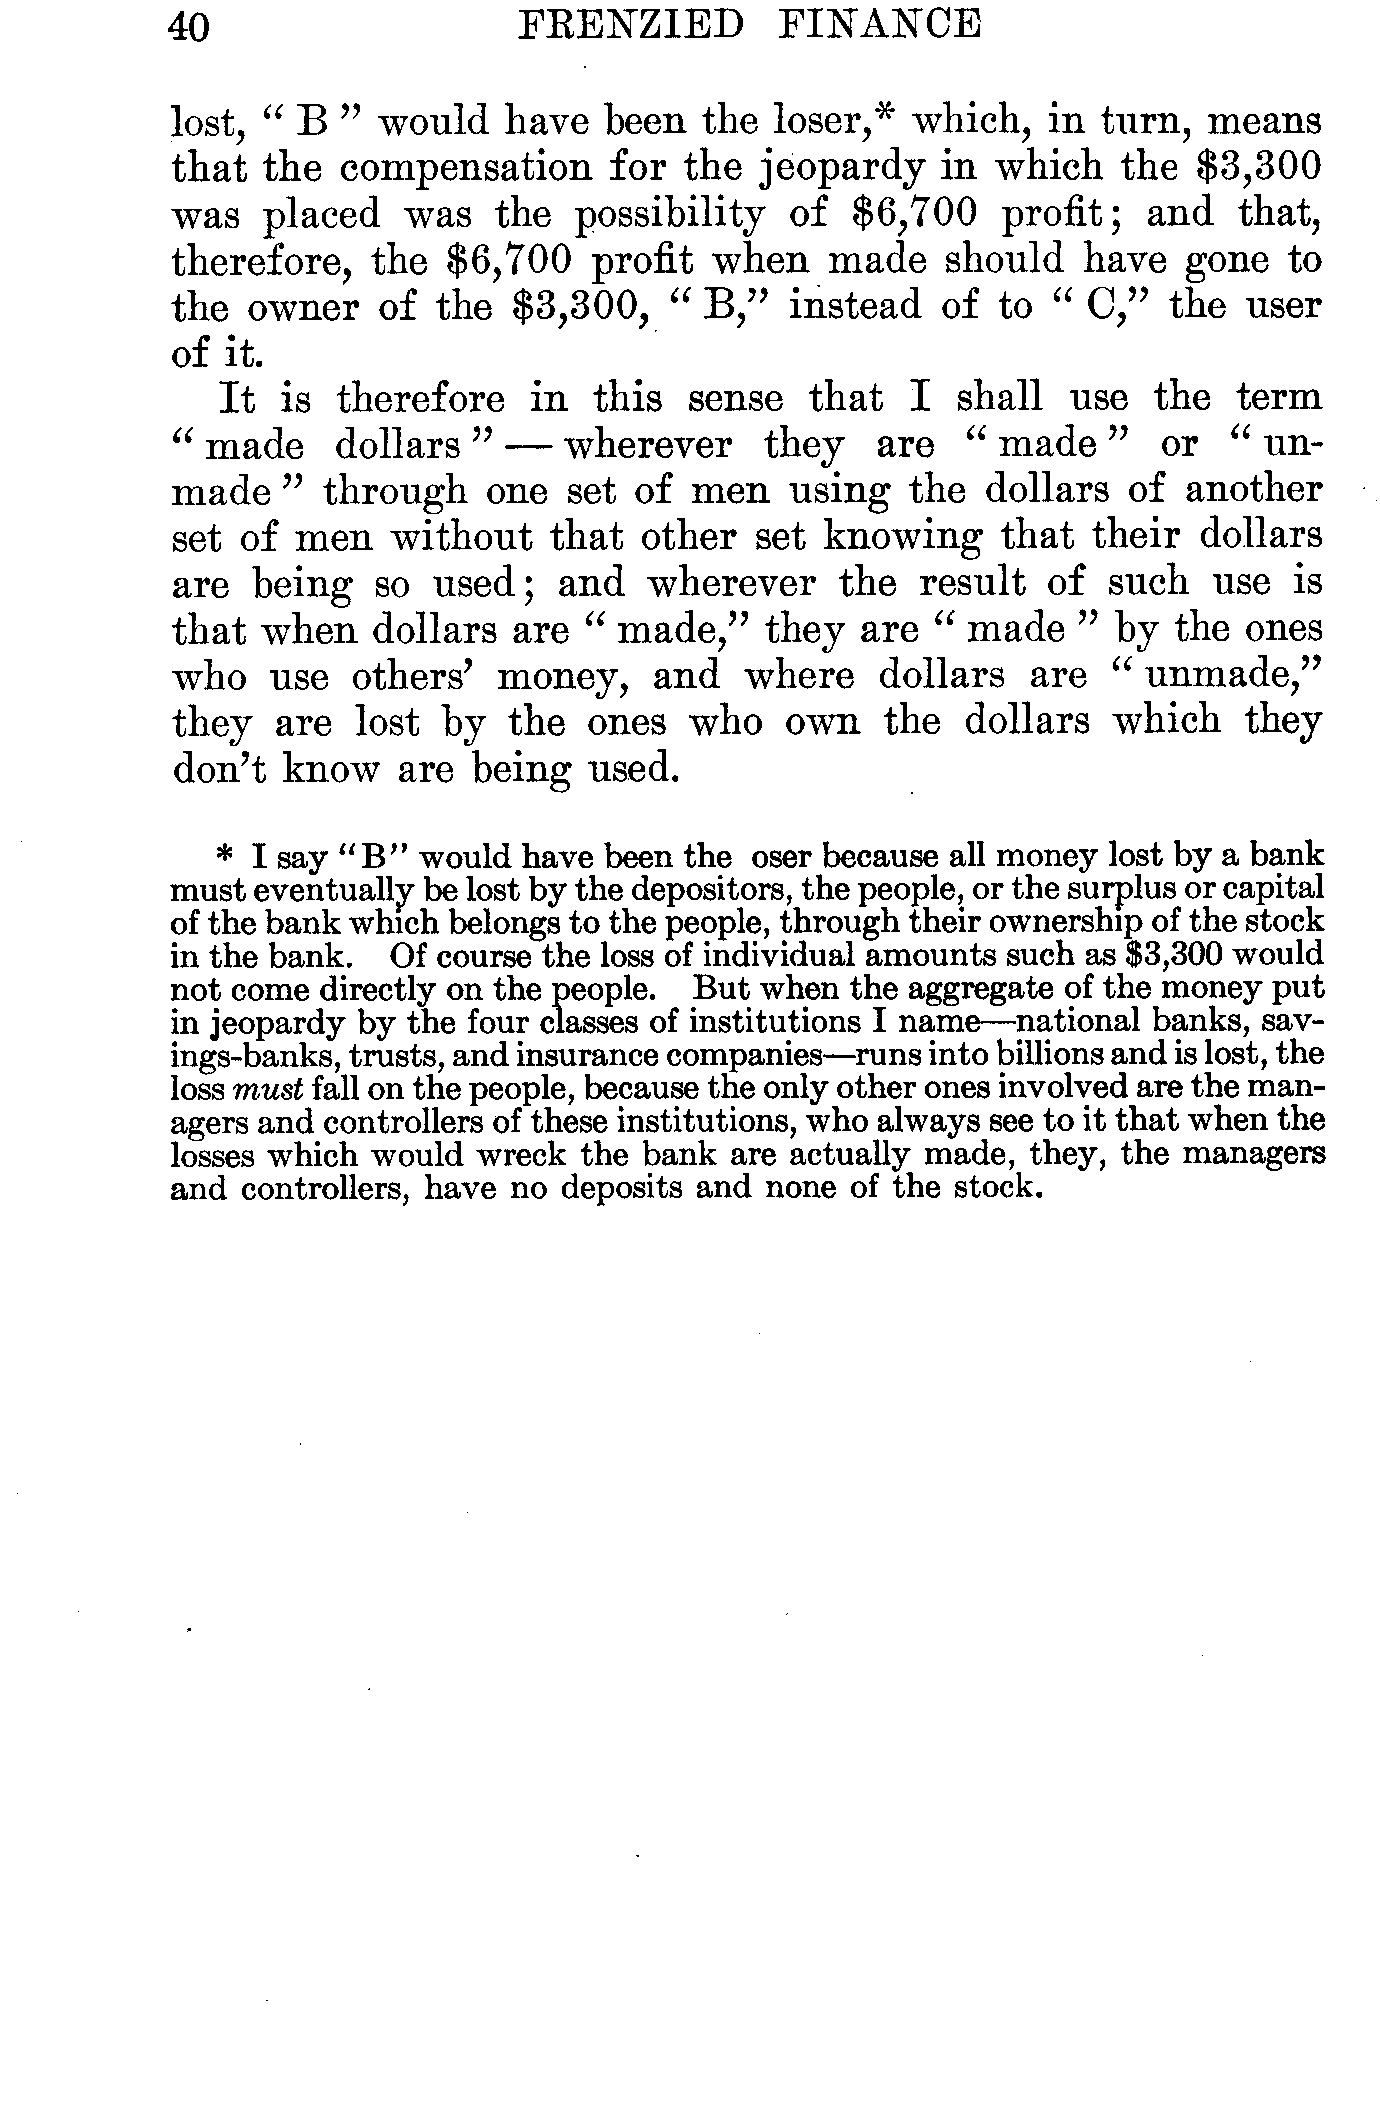 40 FRENZIED FINANCE
lost, “ B ” would have been the loser,* which, in turn, means
that the compensation for the jeopardy in which the $3,300
was placed was the possibility of $6,700 profit; and that,
therefore, the $6,700 profit when made should have gone to
the owner of the $3,300, “ B,” instead of to “ C,” the user
of it.
It is therefore in this sense that I shall use the term
“ made dollars ” — wherever they are “ made ” or “ un-
made ” through one set of men using the dollars of another
set of men without that other set knowing that their dollars
are being so used; and wherever the result of such use is
that when dollars are “ made,” they are “ made ” by the ones
who use others’ money, and where dollars are “ unmade,”
they are lost by the ones who own the dollars which they
don’t know are being used.
* I say “B” would have been the oser because all money lost by a bank
must eventually be lost by the depositors, the people, or the surplus or capital
of the bank which belongs to the people, through their ownership of the stock
in the bank. Of course the loss of individual amounts such as $3,300 would
not come directly on the people. But when the aggregate of the money put
in jeopardy by the four classes of institutions I name—national banks, sav-
ings-banks, trusts, and insurance companies—runs into billions and is lost, the
loss must fall on the people, because the only other ones involved are the man-
agers and controllers of these institutions, who always see to it that when the
losses which would wreck the bank are actually made, they, the managers
and controllers, have no deposits and none of the stock.